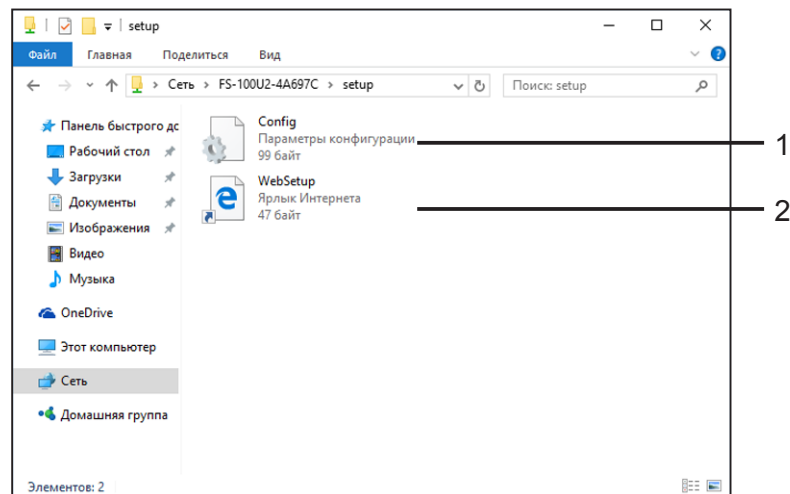 setup
Файл Главная Поделиться Вид
Сеть > FS-100U2-4A697C > setup
Поиск: setup
Панель быстрого дс
Рабочий стол
Загрузки
Документы
Изображения
Видео
Музыка
OneDrive
Этот компьютер
Сеть
Домашняя группа
Config
Параметры конфигурации
99 байт
1
WebSetup
Ярлык Интернета
47 байт
2
Элементов: 2